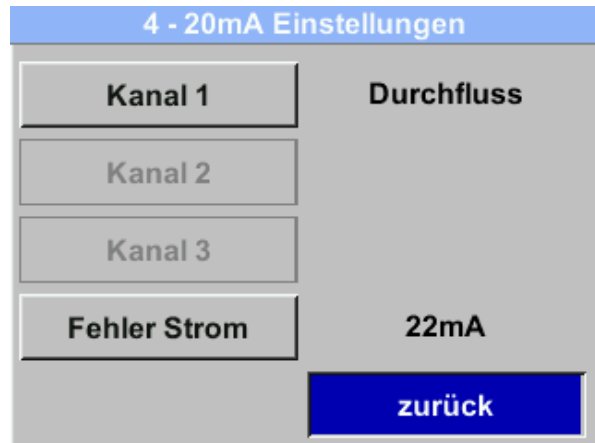 4 - 20mA Einstellungen
Kanal 1 Durchfluss
Kanal 2
Kanal 3
Fehler Strom 22mA
zurück